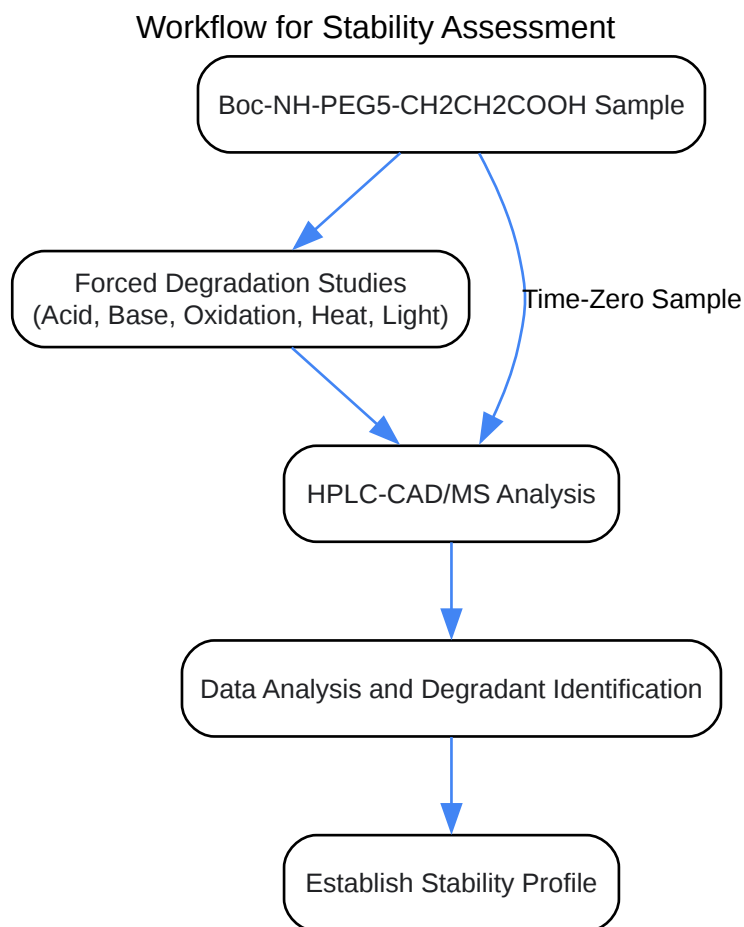 Workflow for Stability Assessment
Boc-NH-PEG5-CH2CH2COOH Sample
Forced Degradation Studies
(Acid, Base, Oxidation, Heat, Light)
Time-Zero Sample
HPLC-CAD/MS Analysis
Data Analysis and Degradant Identification
Establish Stability Profile